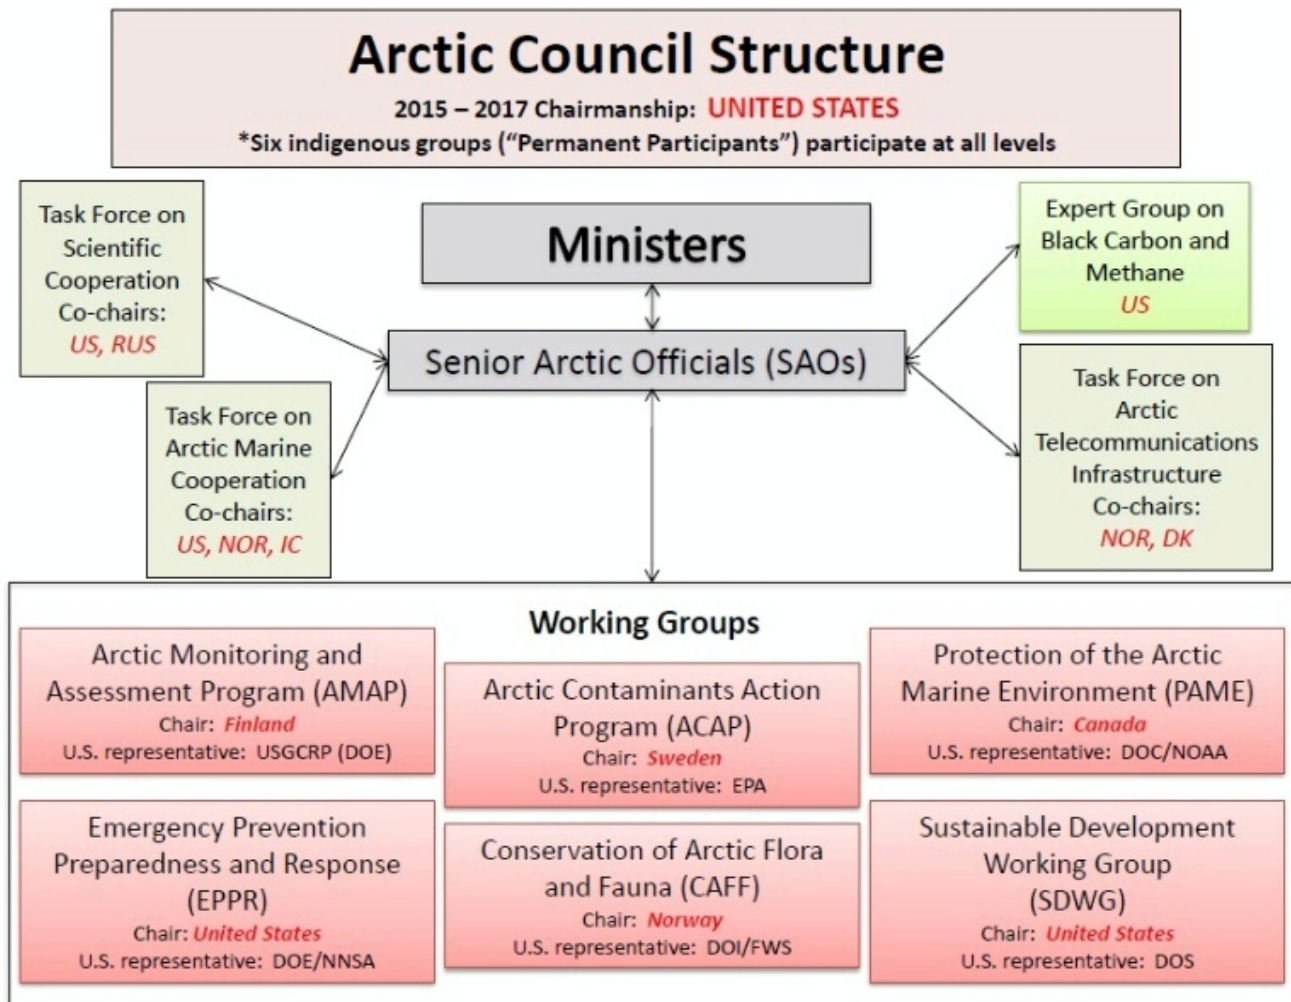 Arctic Council Structure
2015 – 2017 Chairmanship: UNITED STATES
*Six indigenous groups (“Permanent Participants”) participate at all levels
Task Force on
Scientific
Cooperation
Co-chairs:
US, RUS
Ministers
Expert Group on
Black Carbon and
Methane
US
Senior Arctic Officials (SAOs)
Task Force on
Arctic Marine
Cooperation
Co-chairs:
US, NOR, IC
Task Force on
Arctic
Telecommunications
Infrastructure
Co-chairs:
NOR, DK
Working Groups
Arctic Monitoring and
Assessment Program (AMAP)
Chair: Finland
U.S. representative: USGCRP (DOE)
Arctic Contaminants Action
Program (ACAP)
Chair: Sweden
U.S. representative: EPA
Protection of the Arctic
Marine Environment (PAME)
Chair: Canada
U.S. representative: DOC/NOAA
Emergency Prevention
Preparedness and Response
(EPPR)
Chair: United States
U.S. representative: DOE/NNSA
Conservation of Arctic Flora
and Fauna (CAFF)
Chair: Norway
U.S. representative: DOI/FWS
Sustainable Development
Working Group
(SDWG)
Chair: United States
U.S. representative: DOS